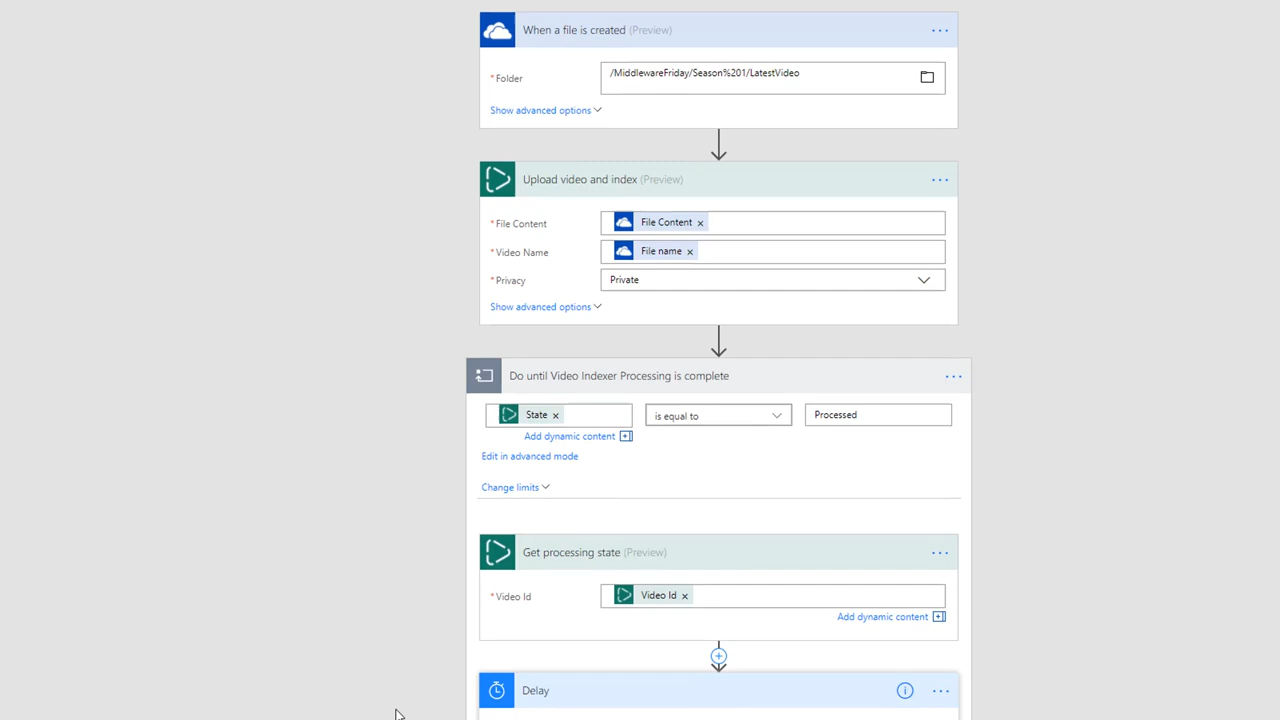 When a file is created (Preview)
...
* Folder
/MiddlewareFriday/Season%201/LatestVideo
Show advanced options
Upload video and index (Preview)
...
* File Content
File Content ×
* Video Name
File name ×
* Privacy
Private
Show advanced options
Do until Video Indexer Processing is complete
...
State ×
is equal to
Processed
Add dynamic content
Edit in advanced mode
Change limits
Get processing state (Preview)
...
* Video Id
Video Id ×
Add dynamic content
Delay
...